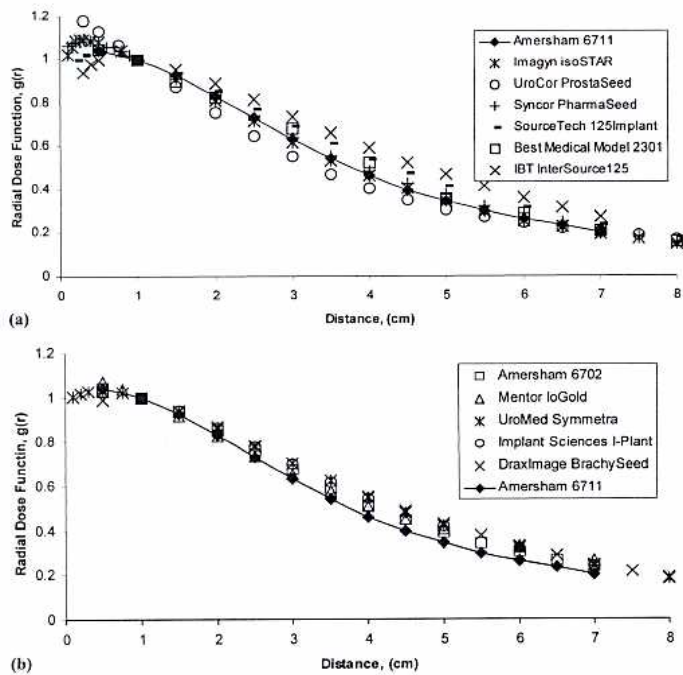 Radial Dose Function, g(r)
1.2
1
0.8
0.6
0.4
0.2
0
0
1
2
3
4
5
6
7
8
Distance, (cm)
Amersham 6711
Imagyn isoSTAR
UroCor ProstaSeed
Syncor PharmaSeed
SourceTech 125Implant
Best Medical Model 2301
IBT InterSource125
(a)
Radial Dose Functin, g(r)
1.2
1
0.8
0.6
0.4
0.2
0
0
1
2
3
4
5
6
7
8
Distance, (cm)
Amersham 6702
Mentor IoGold
UroMed Symmetra
Implant Sciences I-Plant
DraxImage BrachySeed
Amersham 6711
(b)